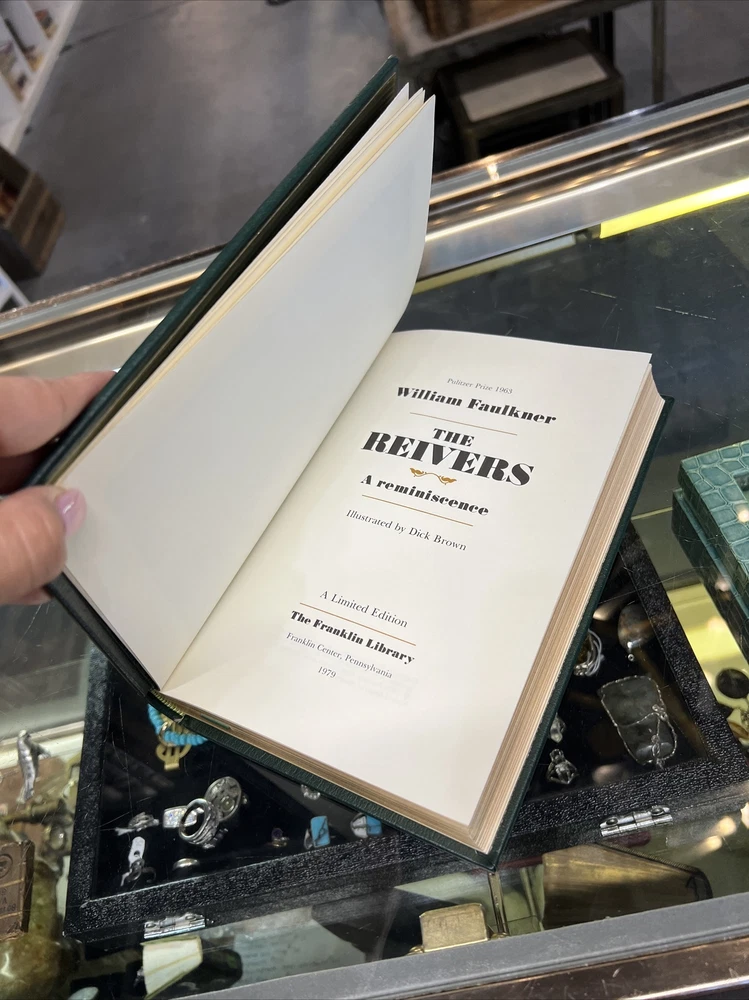 Pulitzer Prize 1963
William Faulkner
THE
REIVERS
A reminiscence
Illustrated by Dick Brown
A Limited Edition
The Franklin Library
Franklin Center, Pennsylvania
1979